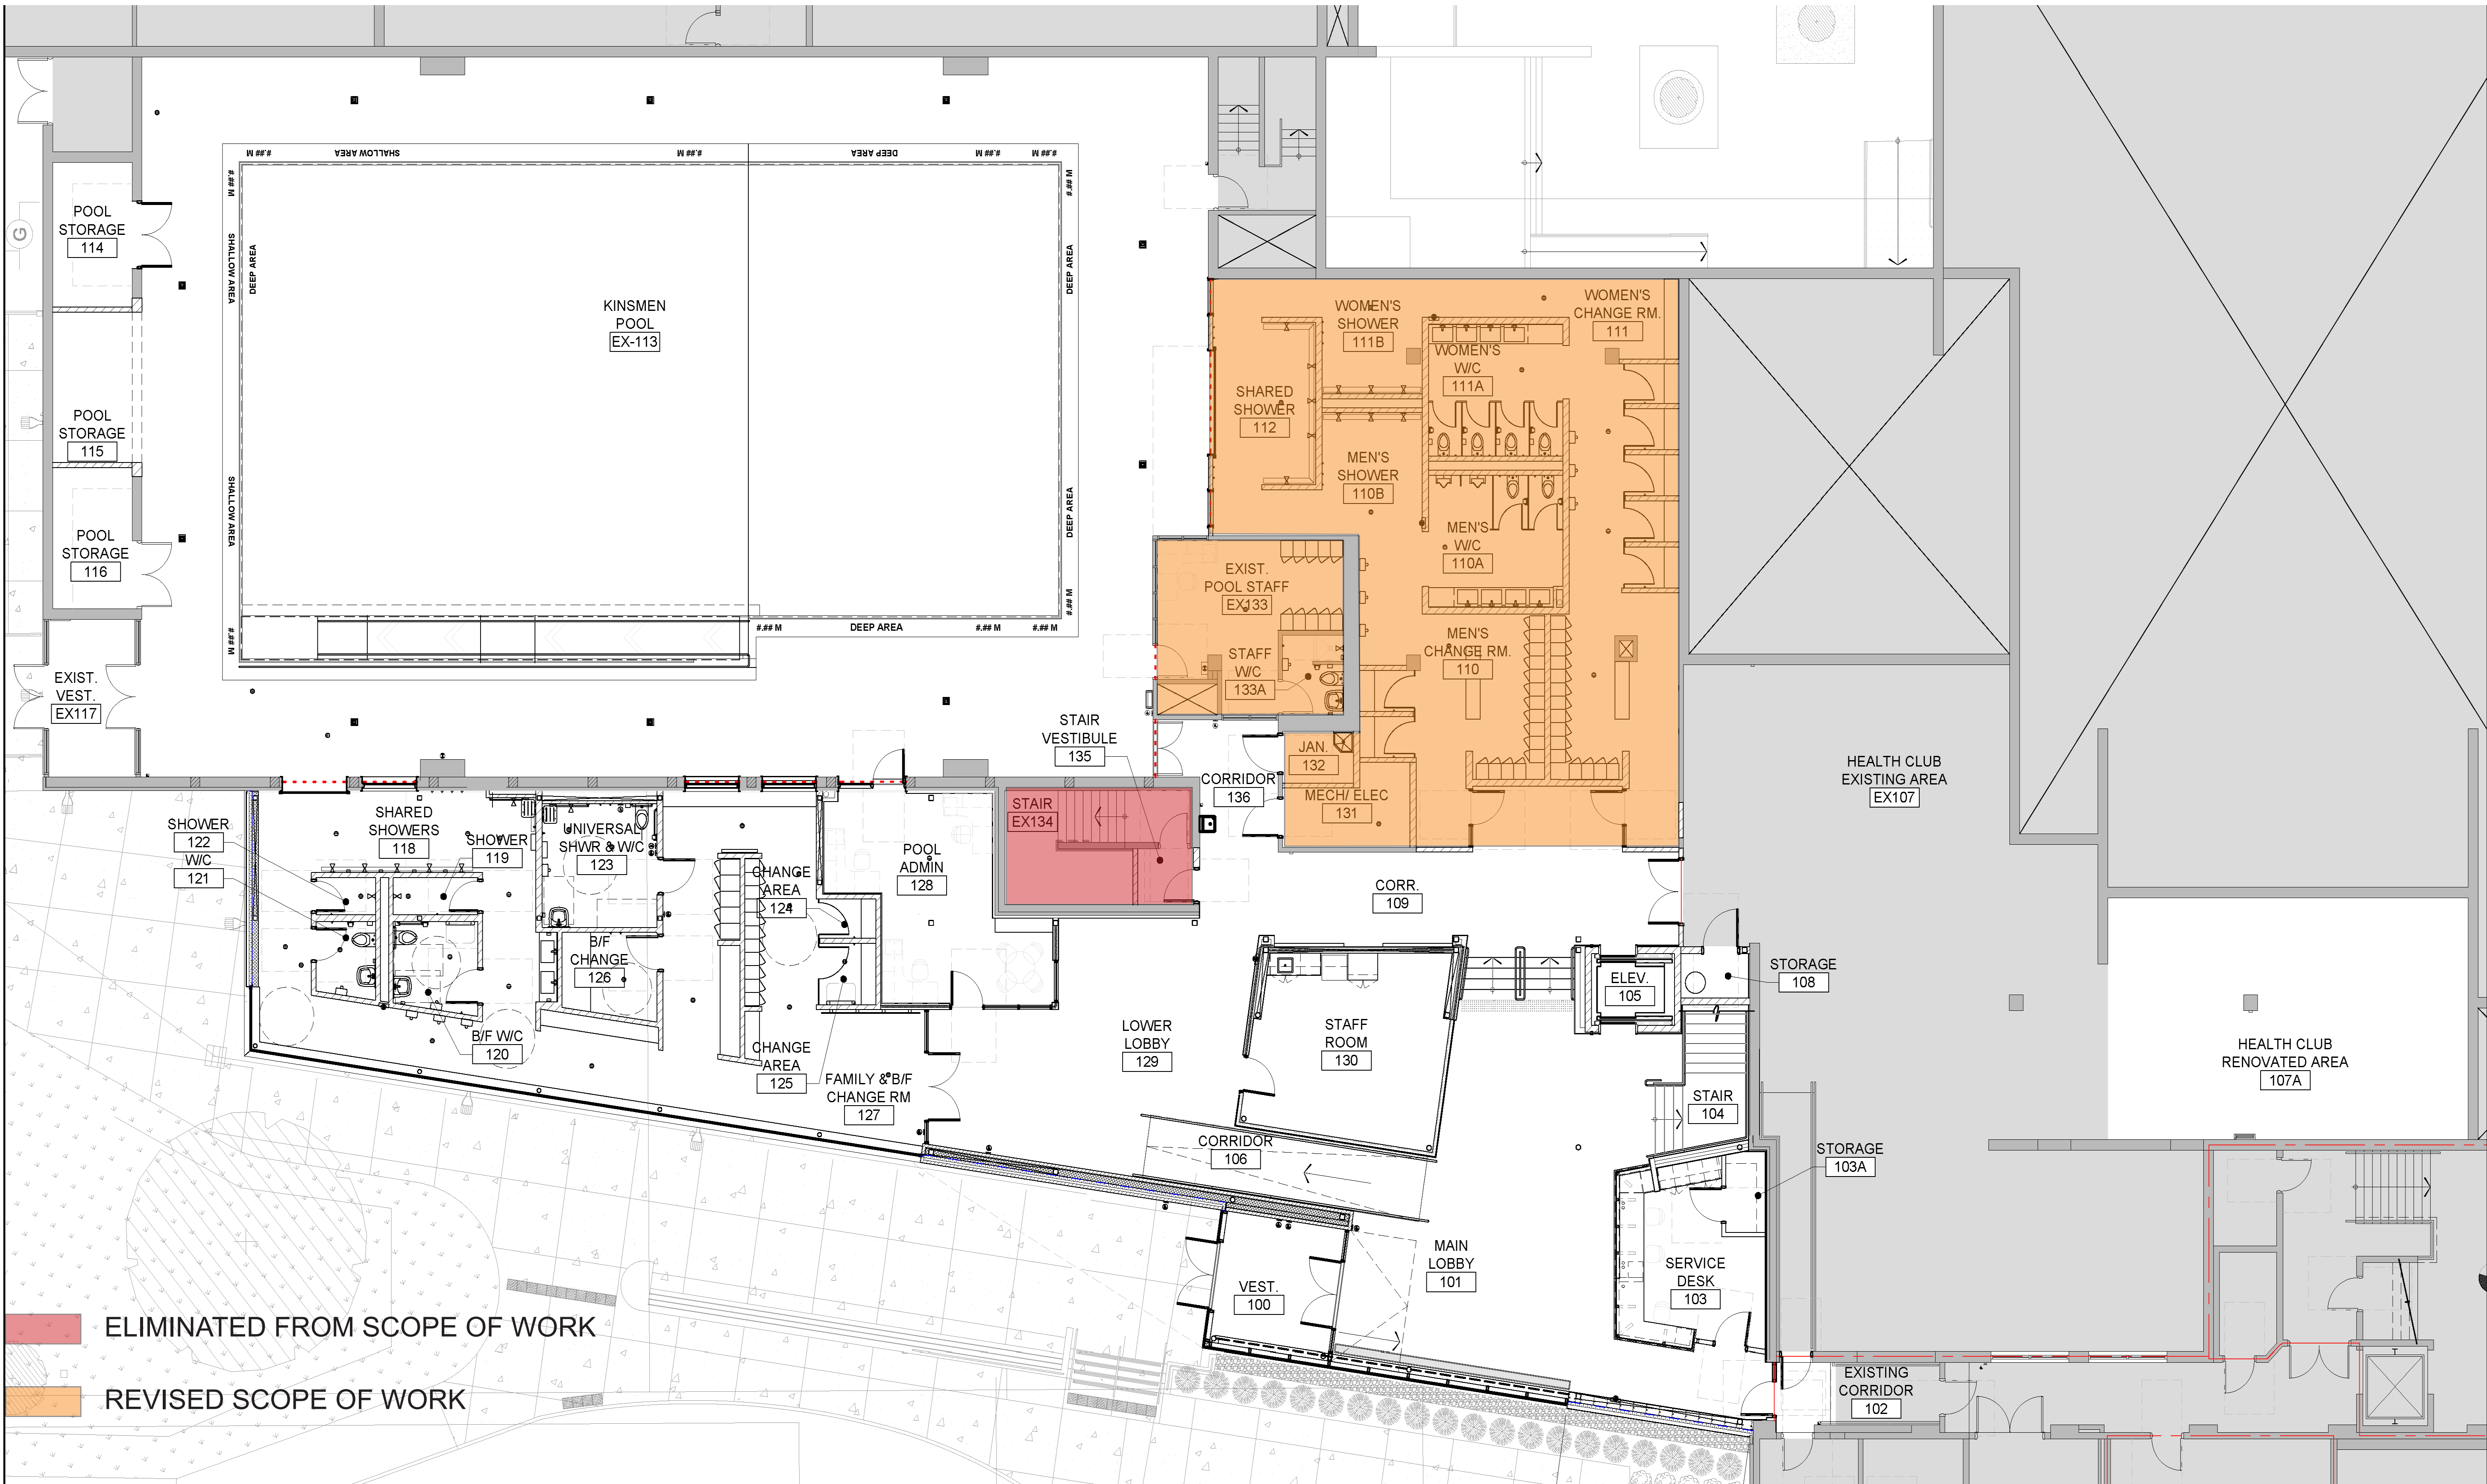 #.## M
SHALLOW AREA
#.## M
DEEP AREA
#.## M
#.## M
#.## M
SHALLOW AREA
DEEP AREA
SHALLOW AREA
#.## M
#.## M
DEEP AREA
DEEP AREA
#.## M
#.## M
DEEP AREA
#.## M
#.## M
G
POOL
STORAGE
114
POOL
STORAGE
115
POOL
STORAGE
116
KINSMEN
POOL
EX-113
WOMEN'S
SHOWER
111B
WOMEN'S
CHANGE RM.
111
WOMEN'S
W/C
111A
SHARED
SHOWER
112
MEN'S
SHOWER
110B
MEN'S
W/C
110A
EXIST.
POOL STAFF
EX133
STAFF
W/C
133A
MEN'S
CHANGE RM.
110
EXIST.
VEST.
EX117
STAIR
VESTIBULE
135
JAN.
132
CORRIDOR
136
MECH/ ELEC
131
STAIR
EX134
HEALTH CLUB
EXISTING AREA
EX107
SHOWER
122
W/C
121
SHARED
SHOWERS
118
SHOWER
119
UNIVERSAL
SHWR & W/C
123
CHANGE
AREA
124
POOL
ADMIN
128
CORR.
109
B/F
CHANGE
126
B/F W/C
120
CHANGE
AREA
125
FAMILY & B/F
CHANGE RM
127
LOWER
LOBBY
129
STAFF
ROOM
130
ELEV.
105
STORAGE
108
STAIR
104
HEALTH CLUB
RENOVATED AREA
107A
CORRIDOR
106
STORAGE
103A
MAIN
LOBBY
101
SERVICE
DESK
103
VEST.
100
EXISTING
CORRIDOR
102
ELIMINATED FROM SCOPE OF WORK
REVISED SCOPE OF WORK